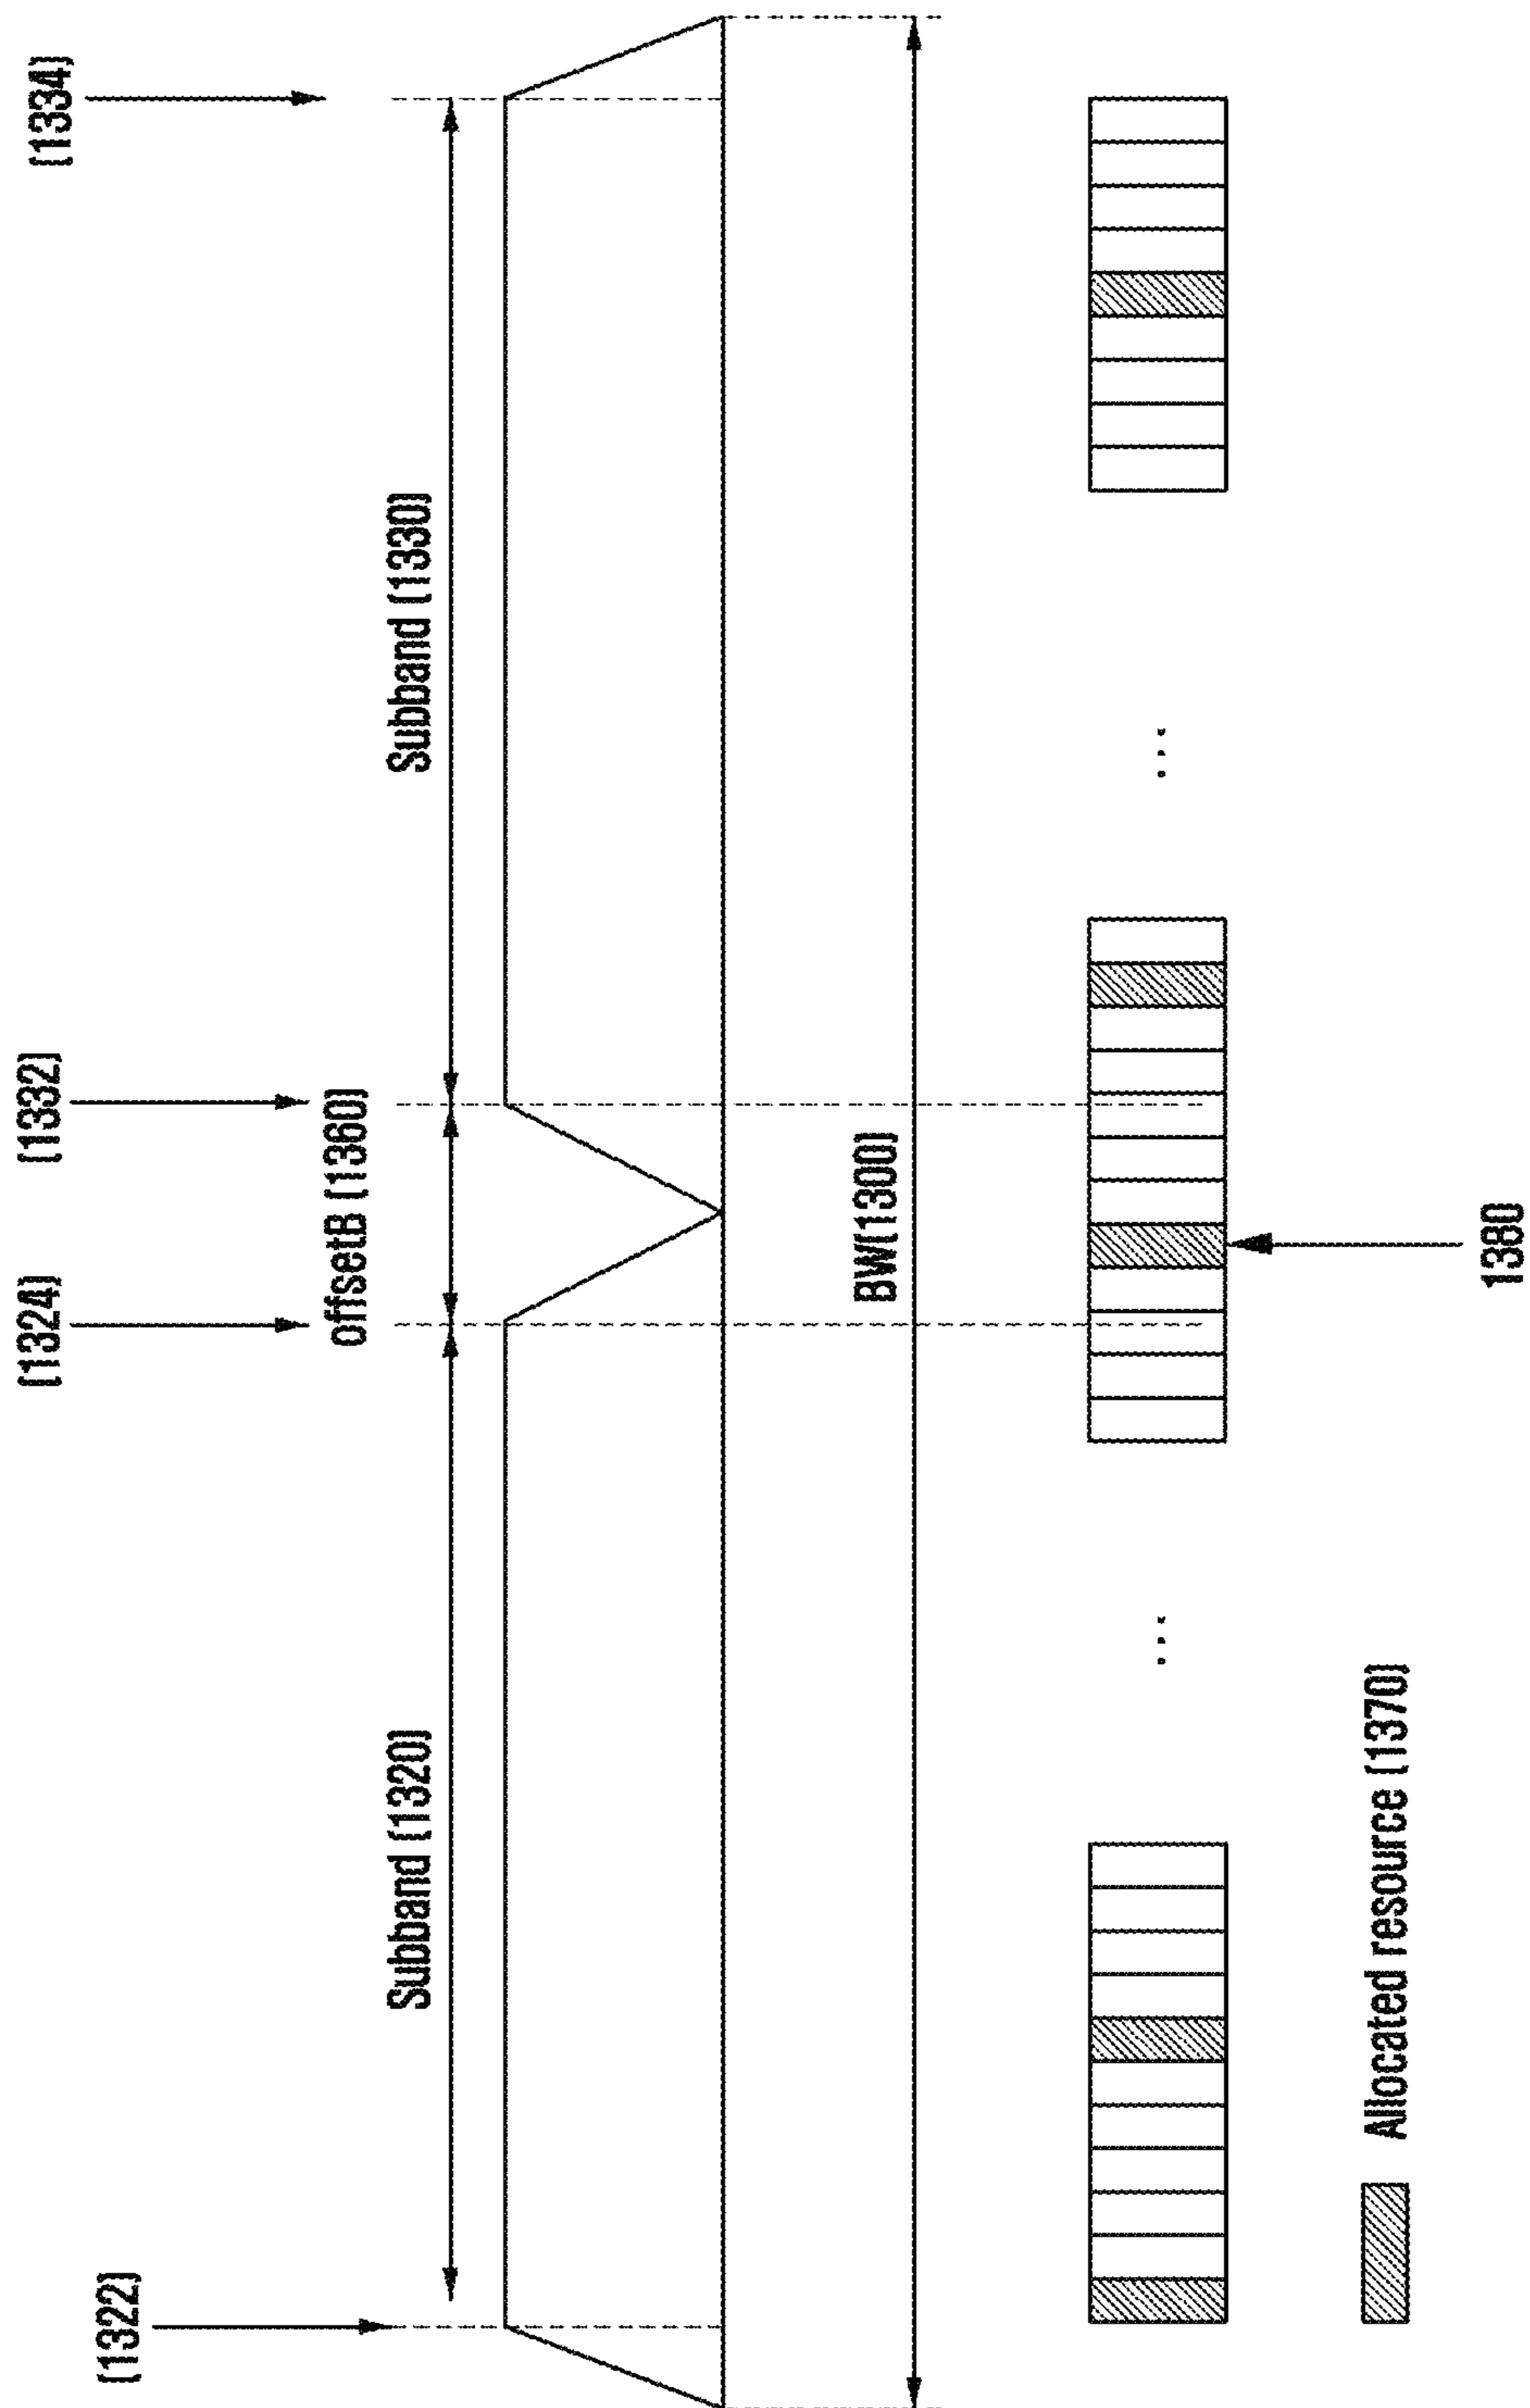 (1322)
(1324)
(1332)
(1334)
offsetB (1360)
Subband (1320)
Subband (1330)
BW(1300)
...
...
1380
Allocated resource (1370)